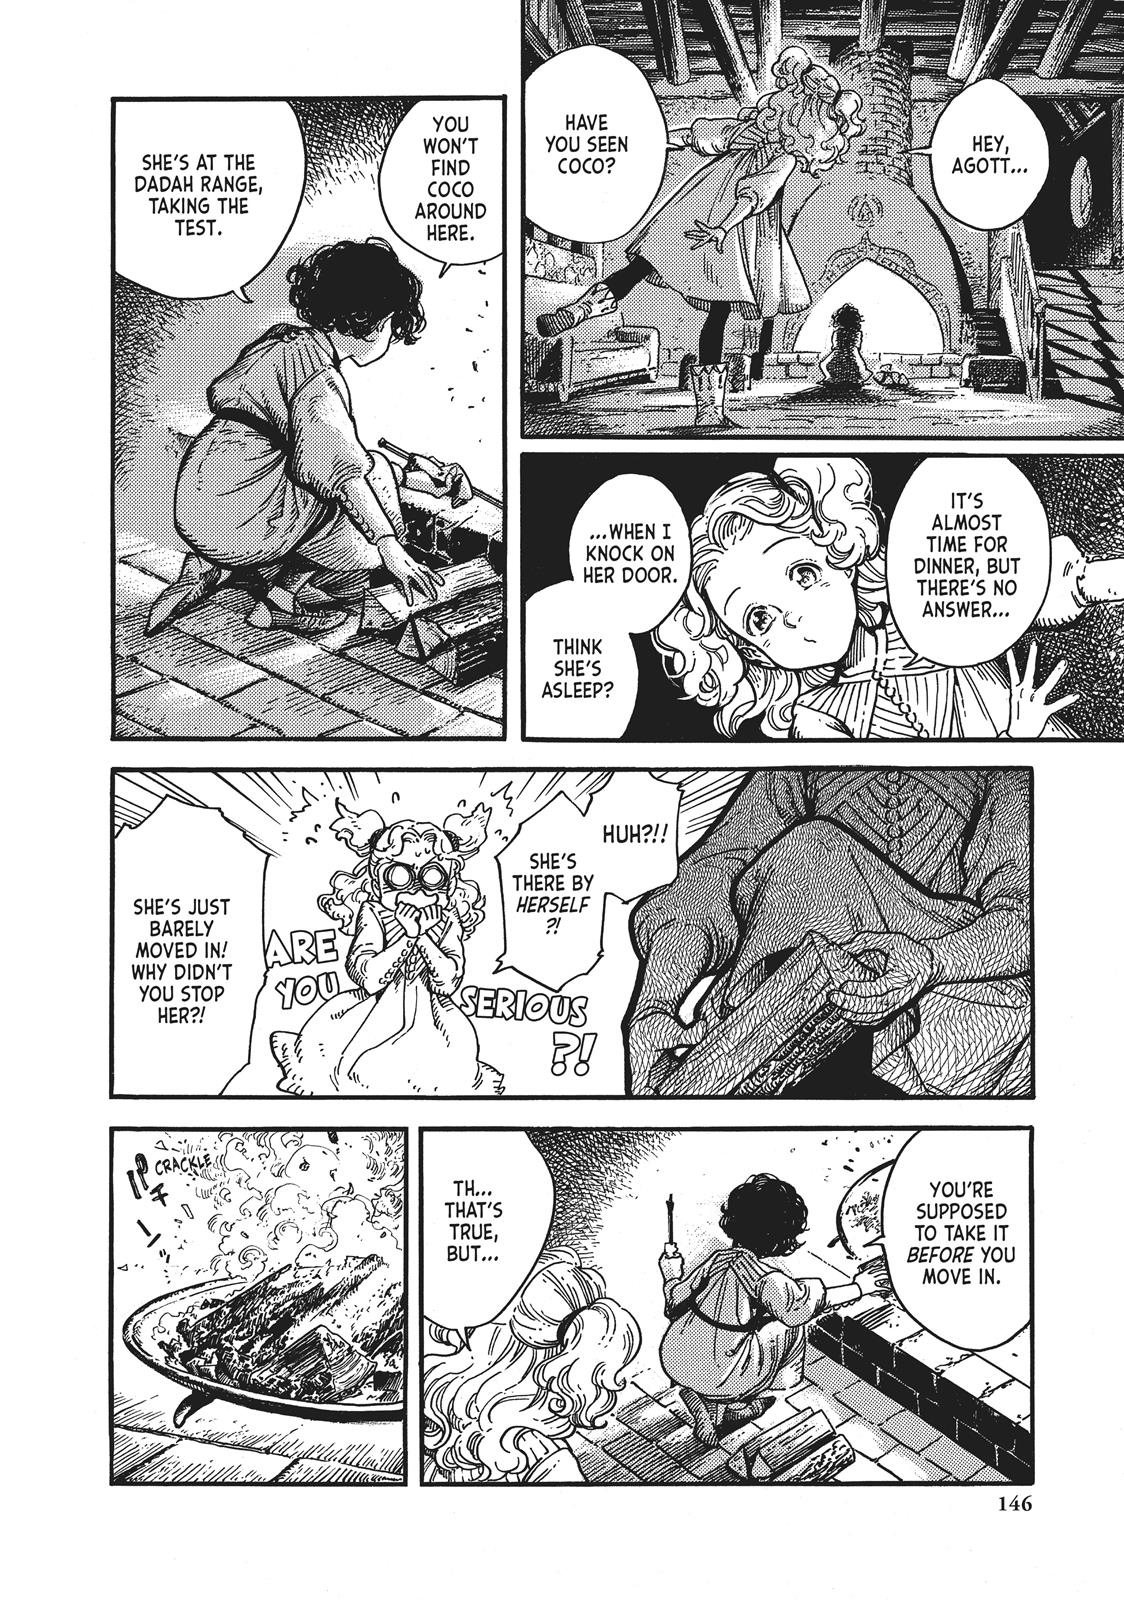 HEY,
AGOTT...
HAVE
YOU SEEN
COCO?
IT'S
ALMOST
TIME FOR
DINNER, BUT
THERE'S NO
ANSWER...
...WHEN I
KNOCK ON
HER DOOR.
THINK
SHE'S
ASLEEP?
YOU
WON'T
FIND
COCO
AROUND
HERE.
SHE'S AT THE
DADAH RANGE,
TAKING THE
TEST.
HUH?!!
SHE'S
THERE BY
HERSELF
?!
ARE
YOU
SERIOUS
?!
SHE'S JUST
BARELY
MOVED IN!
WHY DIDN'T
YOU STOP
HER?!
YOU'RE
SUPPOSED
TO TAKE IT
BEFORE YOU
MOVE IN.
TH...
THAT'S
TRUE,
BUT...
パチ
CRACKLE
146